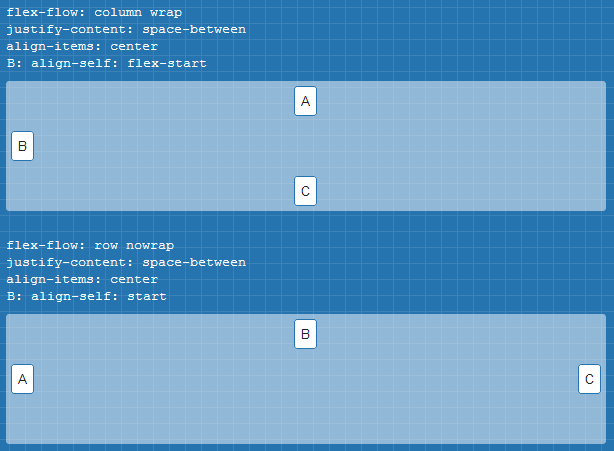 flex-flow: column wrap
justify-content: space-between
align-items: center
B: align-self: flex-start
A
B
C
flex-flow: row nowrap
justify-content: space-between
align-items: center
B: align-self: start
B
A C